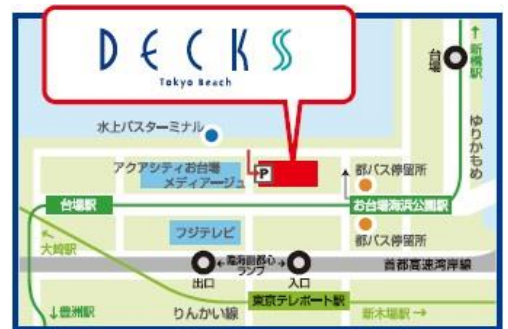 DECKS
Tokyo Beach
↑新橋駅
台場
ゆりかもめ
水上バスターミナル
アクアシティお台場
メディアージュ
P
都バス停留所
台場駅
お台場海浜公園駅
フジテレビ
都バス停留所
大崎駅
臨海副都心
ランプ
出口
入口
首都高速湾岸線
東京テレポート駅
↓豊洲駅
りんかい線
新木場駅→